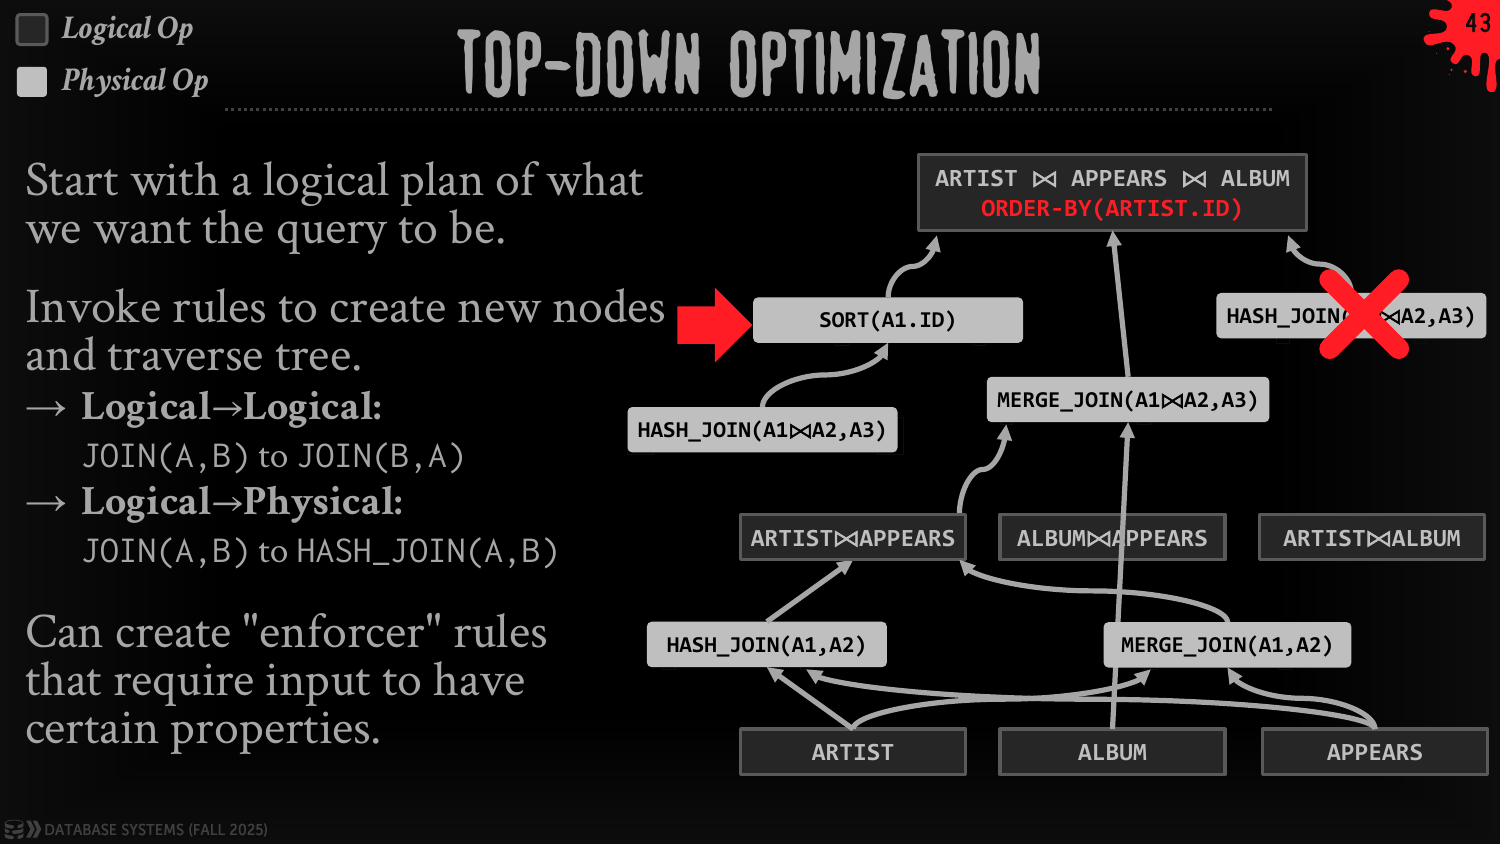 Logical Op
Physical Op
TOP-DOWN OPTIMIZATION
43
Start with a logical plan of what
we want the query to be.
Invoke rules to create new nodes
and traverse tree.
→ Logical→Logical:
JOIN(A,B) to JOIN(B,A)
→ Logical→Physical:
JOIN(A,B) to HASH_JOIN(A,B)
Can create "enforcer" rules
that require input to have
certain properties.
ARTIST ⋈ APPEARS ⋈ ALBUM
ORDER-BY(ARTIST.ID)
SORT(A1.ID)
HASH_JOIN( ⋈A2,A3)
MERGE_JOIN(A1⋈A2,A3)
HASH_JOIN(A1⋈A2,A3)
ARTIST⋈APPEARS
ALBUM⋈APPEARS
ARTIST⋈ALBUM
HASH_JOIN(A1,A2)
MERGE_JOIN(A1,A2)
ARTIST
ALBUM
APPEARS
DATABASE SYSTEMS (FALL 2025)